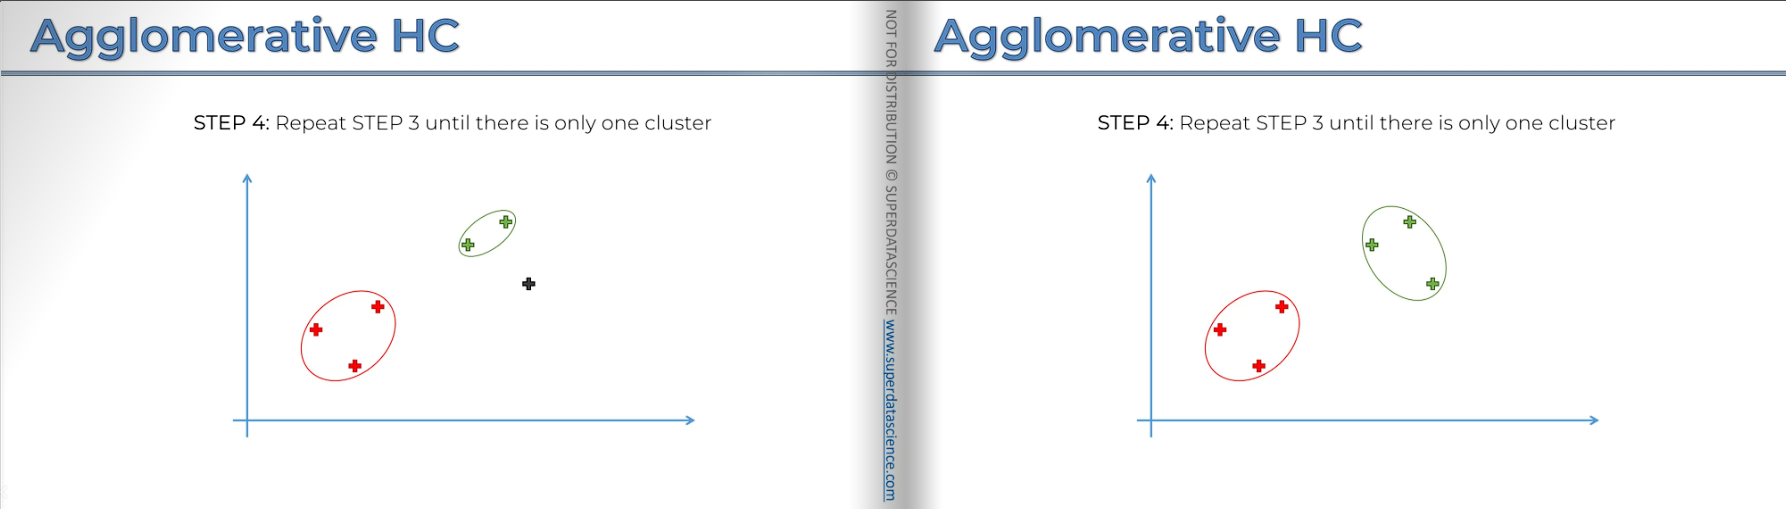 Agglomerative HC
STEP 4: Repeat STEP 3 until there is only one cluster
NOT FOR DISTRIBUTION © SUPERDATASCIENCE www.superdatascience.com
Agglomerative HC
STEP 4: Repeat STEP 3 until there is only one cluster